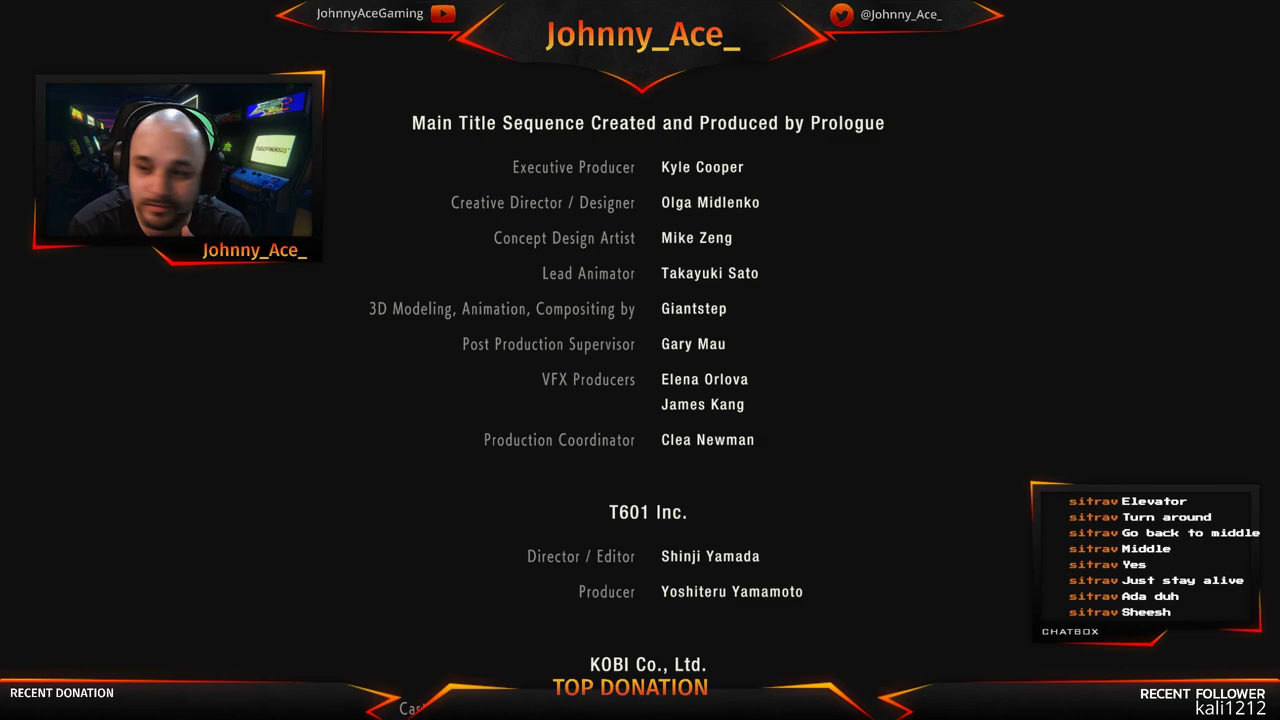 JohnnyAceGaming
Johnny_Ace_
@Johnny_Ace_
Johnny_Ace_
Main Title Sequence Created and Produced by Prologue
Executive Producer Kyle Cooper
Creative Director / Designer Olga Midlenko
Concept Design Artist Mike Zeng
Lead Animator Takayuki Sato
3D Modeling, Animation, Compositing by Giantstep
Post Production Supervisor Gary Mau
VFX Producers Elena Orlova
James Kang
Production Coordinator Clea Newman
T601 Inc.
Director / Editor Shinji Yamada
Producer Yoshiteru Yamamoto
KOBI Co., Ltd.
sitrav Elevator
sitrav Turn around
sitrav Go back to middle
sitrav Middle
sitrav Yes
sitrav Just stay alive
sitrav Ada duh
sitrav Sheesh
CHATBOX
RECENT DONATION
TOP DONATION
RECENT FOLLOWER
kali1212